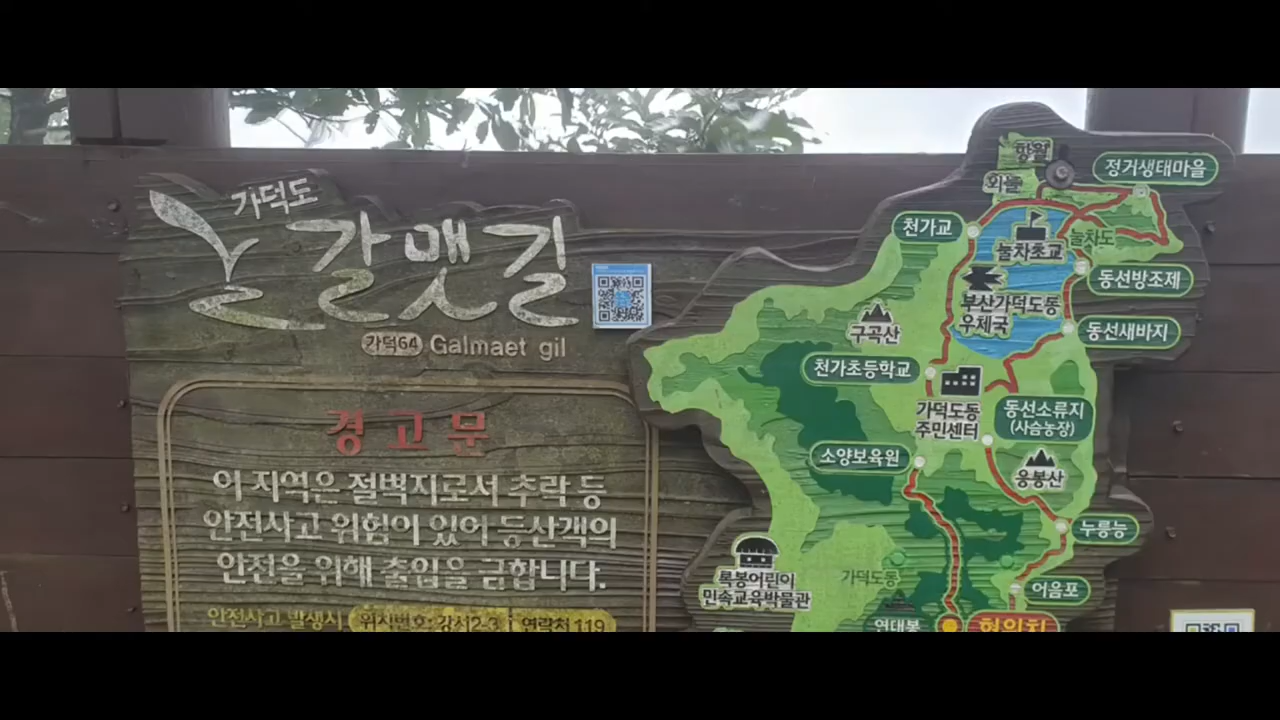 가덕도
갈맷길
가덕64 Galmaet gil
경고문
이 지역은 절벽지로서 추락 등
안전사고 위험이 있어 등산객의
안전을 위해 출입을 금합니다.
안전사고 발생시 위치번호: 강서2-3 연락처 119
항월
외눌
정거생태마을
천가교
눌차초교
눌차도
동선방조제
부산가덕도동
우체국
구곡산
동선새바지
천가초등학교
가덕도동
주민센터
동선소류지
(사슴농장)
소양보육원
응봉산
누릉능
록봉어린이
민속교육박물관
가덕도동
어음포
연대봉
현위치